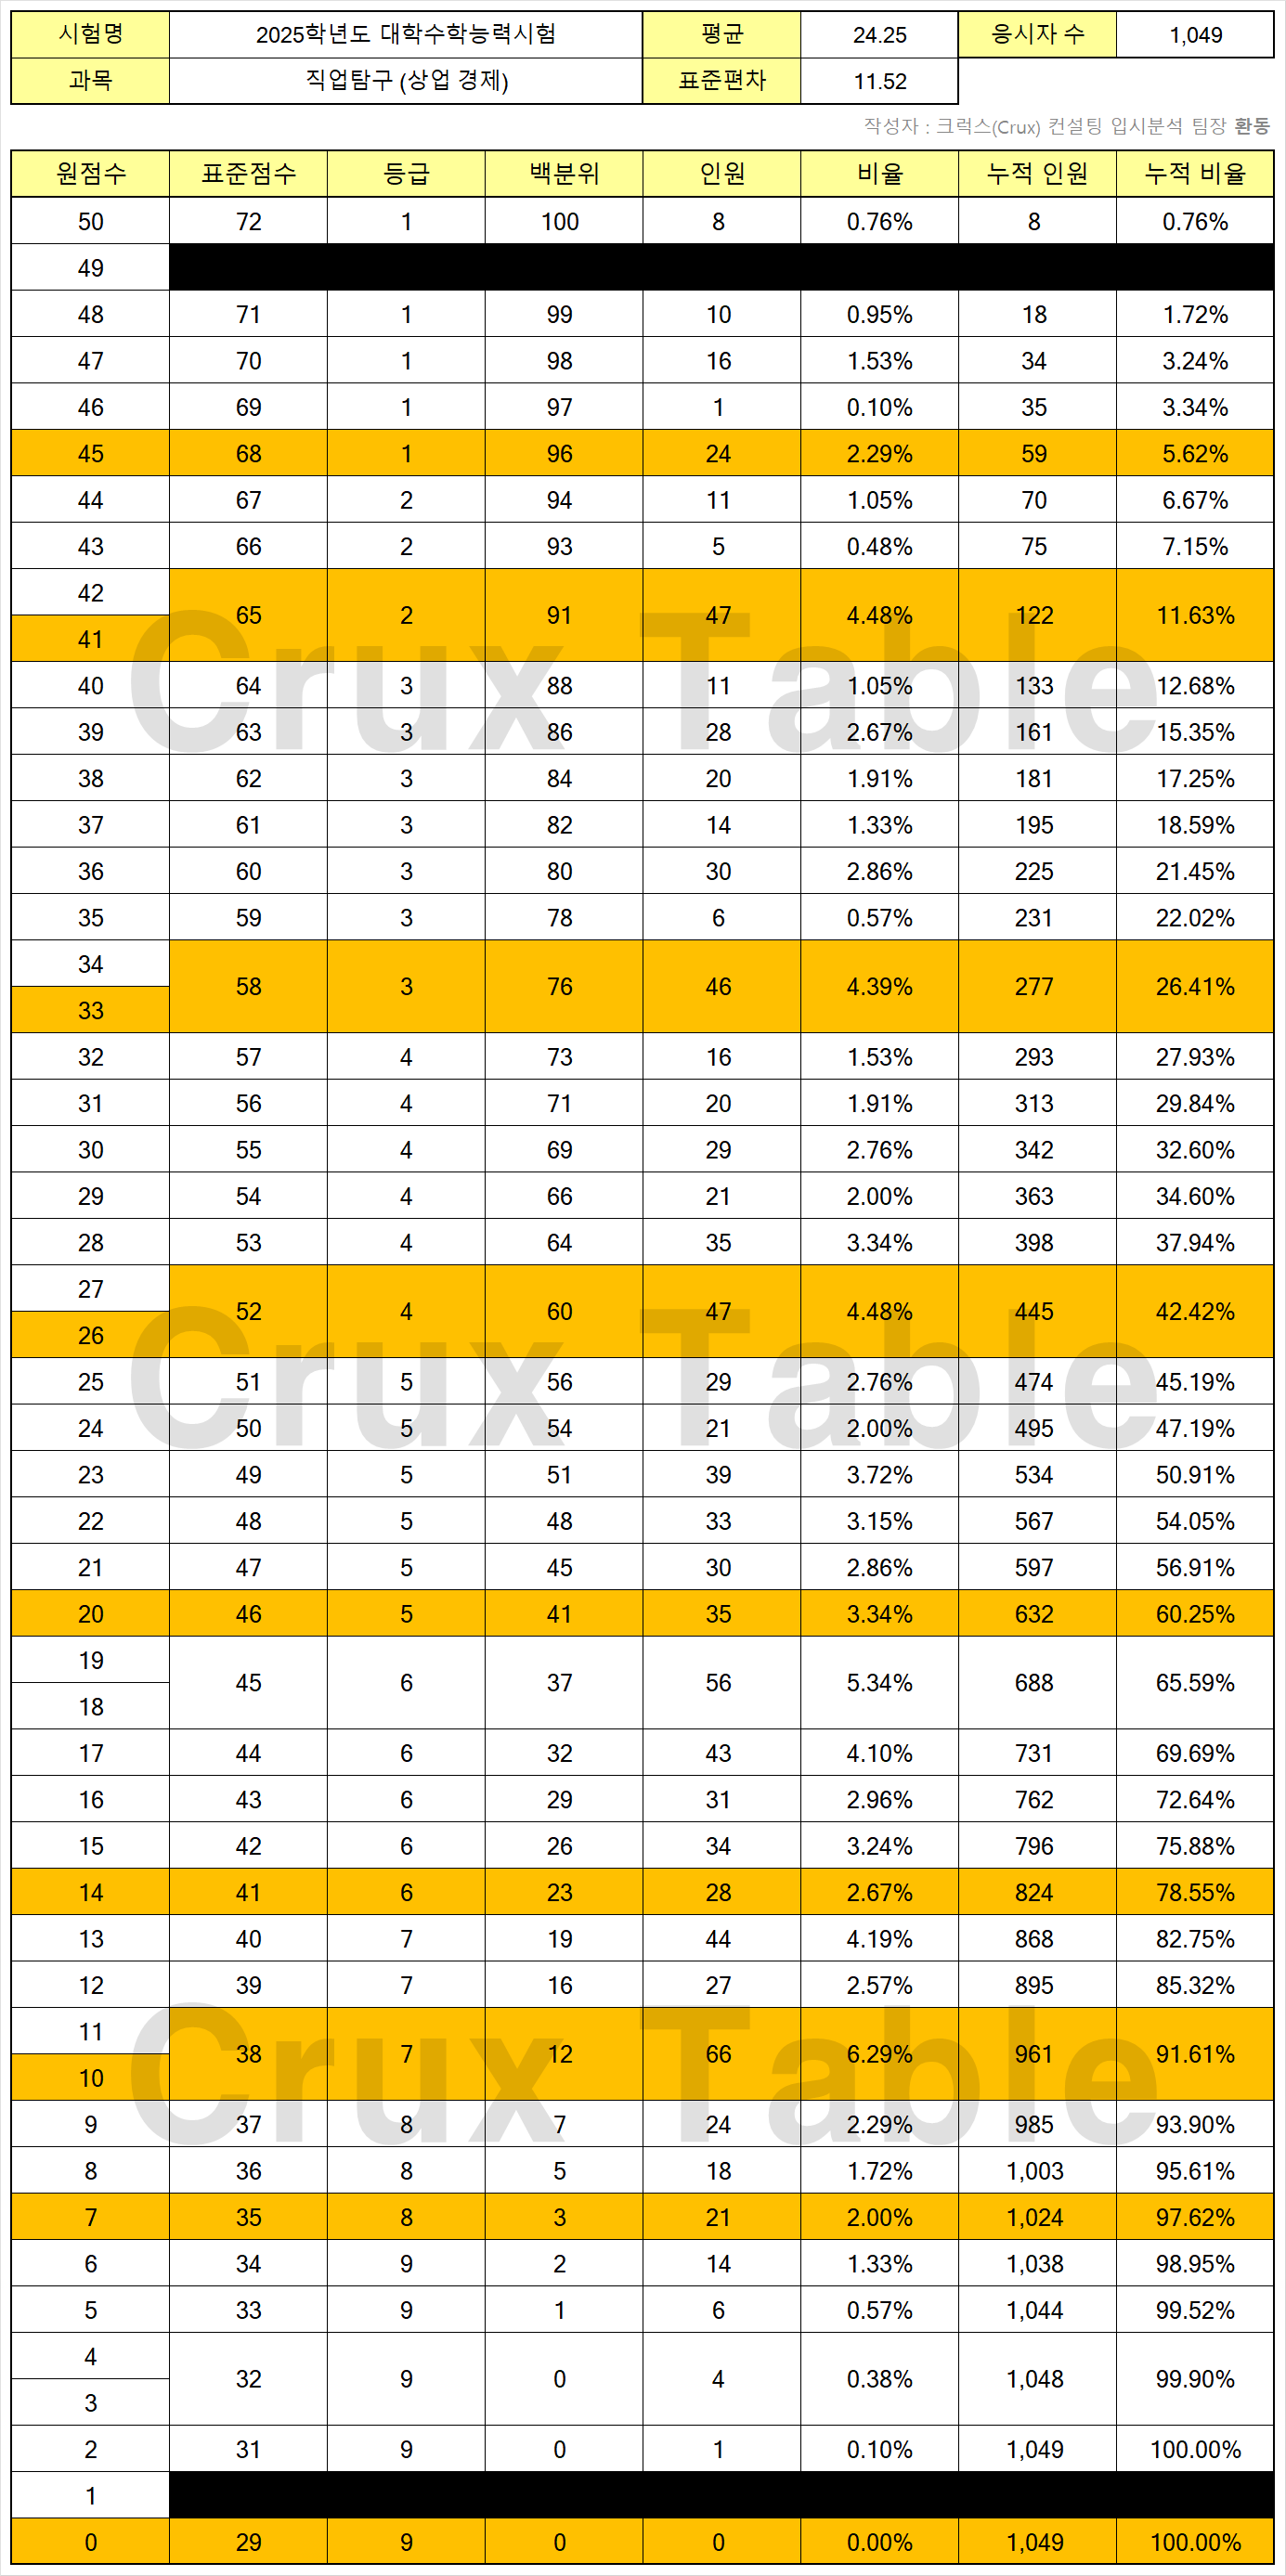 시험명 2025학년도 대학수학능력시험 평균 24.25 응시자 수 1,049
과목 직업탐구 (상업 경제) 표준편차 11.52
작성자 : 크럭스(Crux) 컨설팅 입시분석 팀장 환동
원점수 표준점수 등급 백분위 인원 비율 누적 인원 누적 비율
50 72 1 100 8 0.76% 8 0.76%
49
48 71 1 99 10 0.95% 18 1.72%
47 70 1 98 16 1.53% 34 3.24%
46 69 1 97 1 0.10% 35 3.34%
45 68 1 96 24 2.29% 59 5.62%
44 67 2 94 11 1.05% 70 6.67%
43 66 2 93 5 0.48% 75 7.15%
42
65 2 91 47 4.48% 122 11.63%
41
Crux Table
40 64 3 88 11 1.05% 133 12.68%
39 63 3 86 28 2.67% 161 15.35%
38 62 3 84 20 1.91% 181 17.25%
37 61 3 82 14 1.33% 195 18.59%
36 60 3 80 30 2.86% 225 21.45%
35 59 3 78 6 0.57% 231 22.02%
34
58 3 76 46 4.39% 277 26.41%
33
32 57 4 73 16 1.53% 293 27.93%
31 56 4 71 20 1.91% 313 29.84%
30 55 4 69 29 2.76% 342 32.60%
29 54 4 66 21 2.00% 363 34.60%
28 53 4 64 35 3.34% 398 37.94%
27
52 4 60 47 4.48% 445 42.42%
26
Crux Table
25 51 5 56 29 2.76% 474 45.19%
24 50 5 54 21 2.00% 495 47.19%
23 49 5 51 39 3.72% 534 50.91%
22 48 5 48 33 3.15% 567 54.05%
21 47 5 45 30 2.86% 597 56.91%
20 46 5 41 35 3.34% 632 60.25%
19
45 6 37 56 5.34% 688 65.59%
18
17 44 6 32 43 4.10% 731 69.69%
16 43 6 29 31 2.96% 762 72.64%
15 42 6 26 34 3.24% 796 75.88%
14 41 6 23 28 2.67% 824 78.55%
13 40 7 19 44 4.19% 868 82.75%
12 39 7 16 27 2.57% 895 85.32%
11
38 7 12 66 6.29% 961 91.61%
10
Crux Table
9 37 8 7 24 2.29% 985 93.90%
8 36 8 5 18 1.72% 1,003 95.61%
7 35 8 3 21 2.00% 1,024 97.62%
6 34 9 2 14 1.33% 1,038 98.95%
5 33 9 1 6 0.57% 1,044 99.52%
4
32 9 0 4 0.38% 1,048 99.90%
3
2 31 9 0 1 0.10% 1,049 100.00%
1
0 29 9 0 0 0.00% 1,049 100.00%